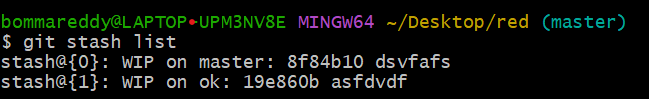 bommareddy@LAPTOP-UPM3NV8E MINGW64 ~/Desktop/red (master)
$ git stash list
stash@{0}: WIP on master: 8f84b10 dsvfafs
stash@{1}: WIP on ok: 19e860b asfdvdf